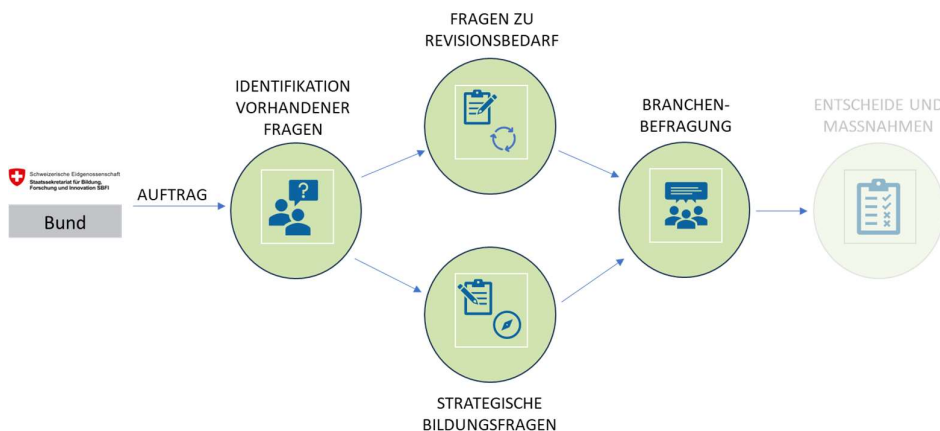 FRAGEN ZU
REVISIONSBEDARF
IDENTIFIKATION
VORHANDENER
FRAGEN
BRANCHEN-
BEFRAGUNG
ENTSCHEIDE UND
MASSNAHMEN
Schweizerische Eidgenossenschaft
Staatssekretariat für Bildung,
Forschung und Innovation SBFI
AUFTRAG
Bund
STRATEGISCHE
BILDUNGSFRAGEN